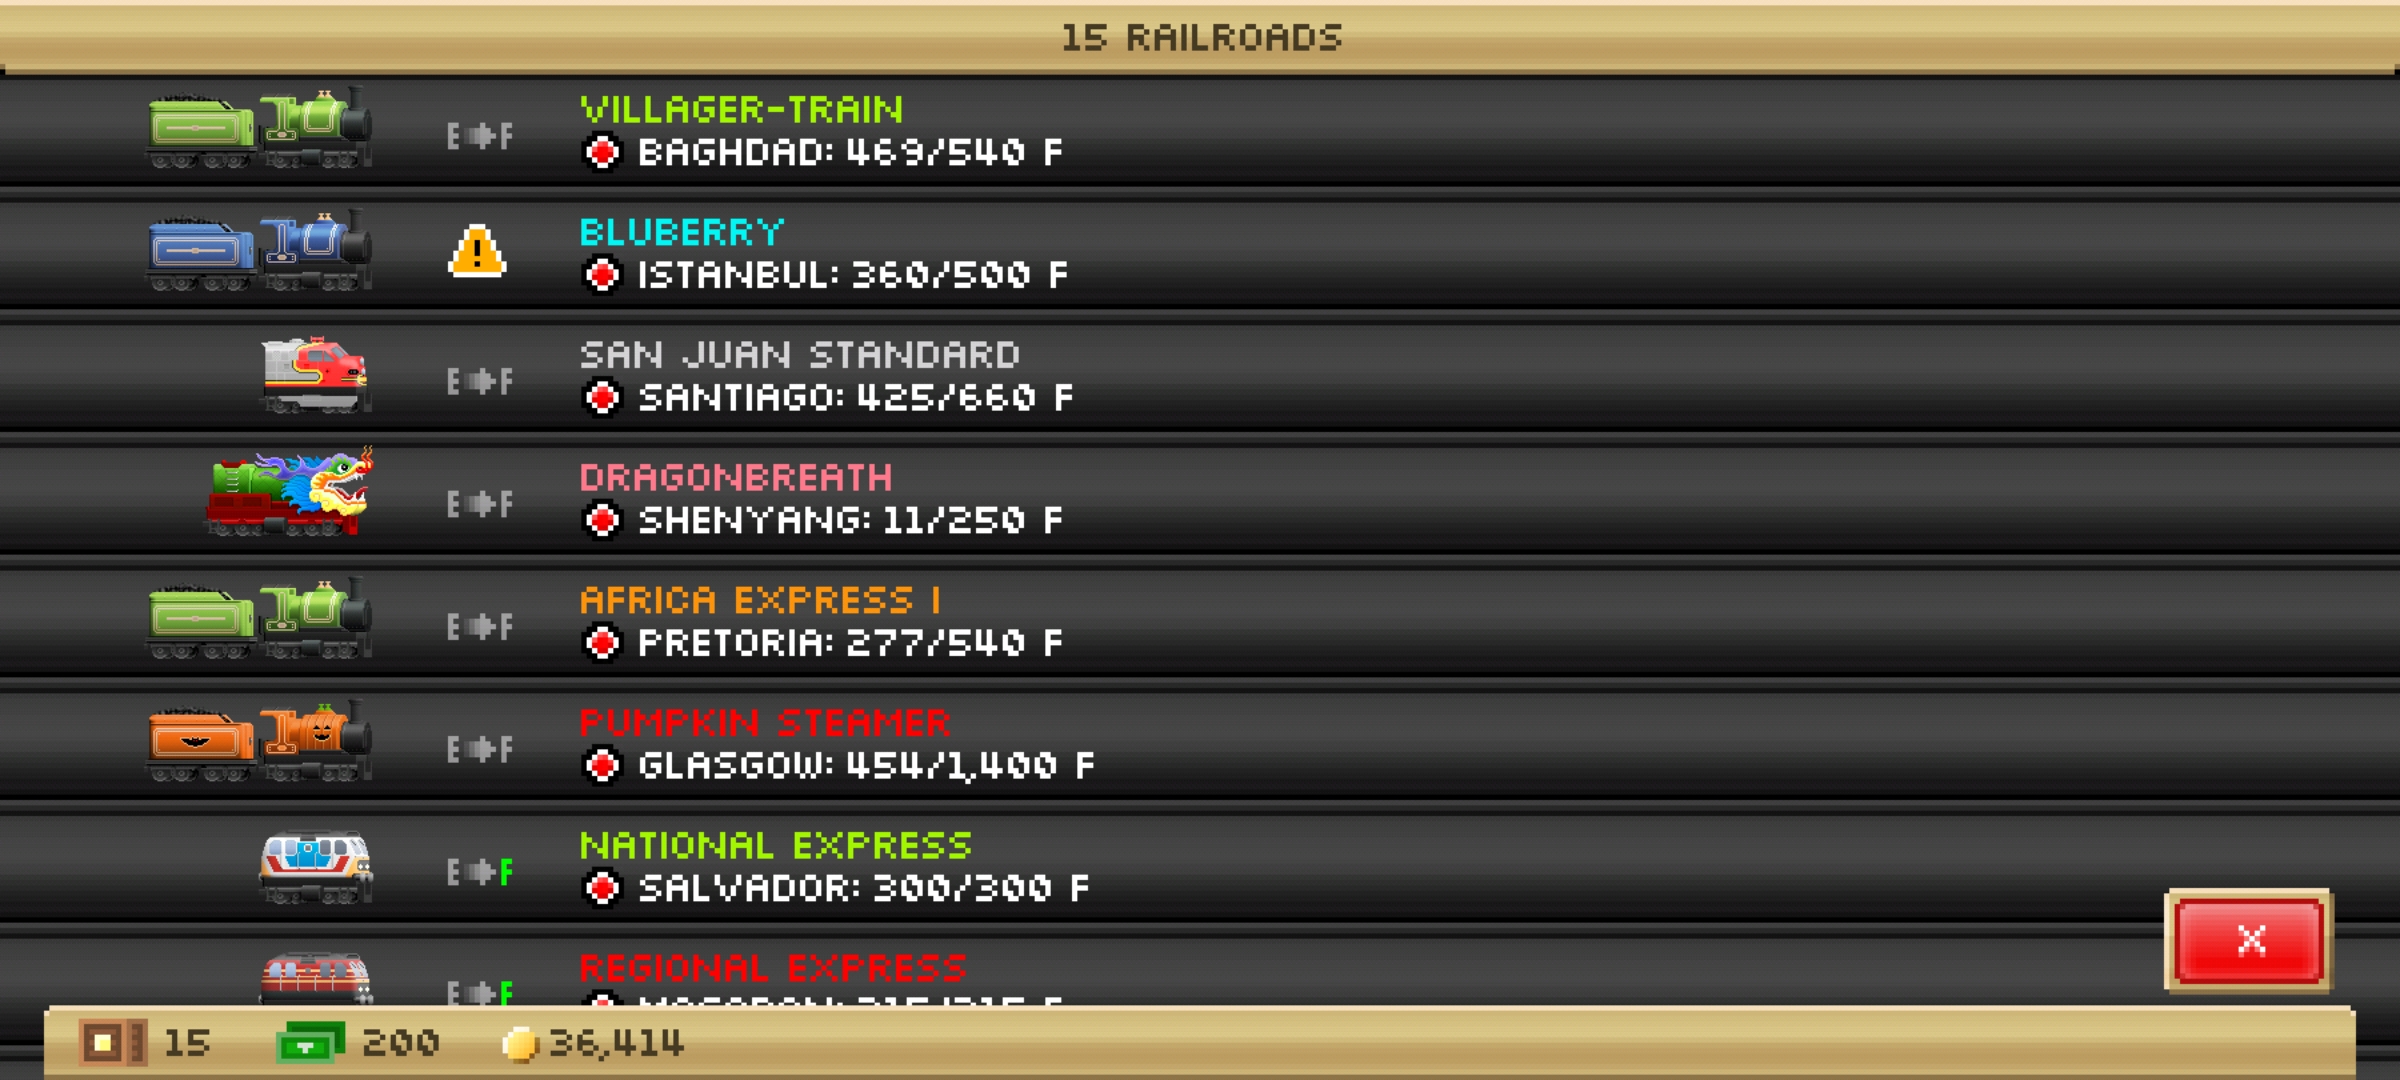 15 RAILROADS
VILLAGER-TRAIN
E F
BAGHDAD: 469/540 F
BLUBERRY
!
ISTANBUL: 360/500 F
SAN JUAN STANDARD
E F
SANTIAGO: 425/660 F
DRAGONBREATH
E F
SHENYANG: 11/250 F
AFRICA EXPRESS I
E F
PRETORIA: 277/540 F
PUMPKIN STEAMER
E F
GLASGOW: 454/1,400 F
NATIONAL EXPRESS
E F
SALVADOR: 300/300 F
REGIONAL EXPRESS
E F
X
15 200 36,414